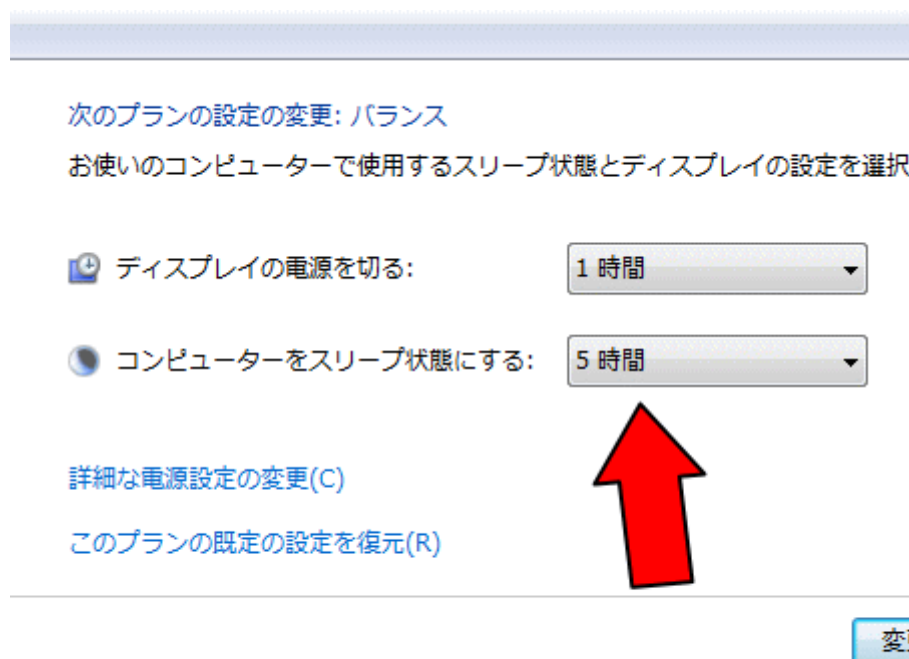 次のプランの設定の変更: バランス
お使いのコンピューターで使用するスリープ状態とディスプレイの設定を選択
ディスプレイの電源を切る: 1 時間
コンピューターをスリープ状態にする: 5 時間
詳細な電源設定の変更(C)
このプランの既定の設定を復元(R)
変